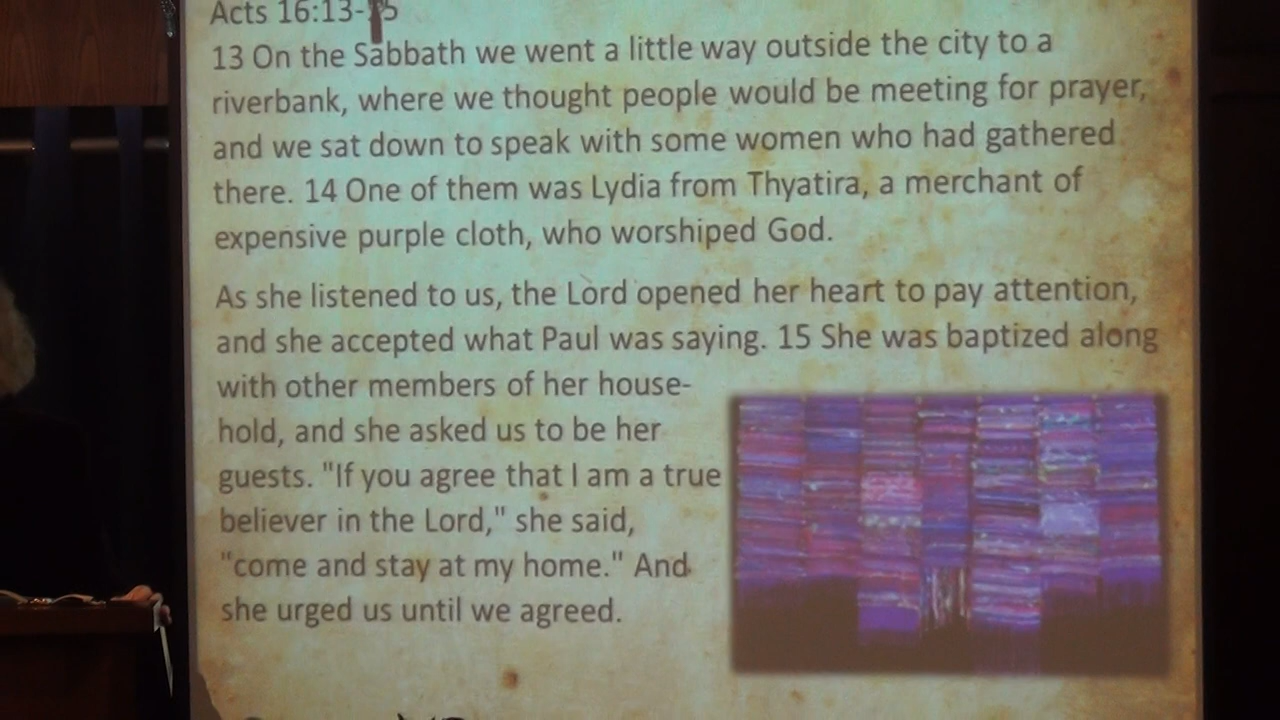 Acts 16:13-15
13 On the Sabbath we went a little way outside the city to a
riverbank, where we thought people would be meeting for prayer,
and we sat down to speak with some women who had gathered
there. 14 One of them was Lydia from Thyatira, a merchant of
expensive purple cloth, who worshiped God.
As she listened to us, the Lord opened her heart to pay attention,
and she accepted what Paul was saying. 15 She was baptized along
with other members of her house-
hold, and she asked us to be her
guests. "If you agree that I am a true
believer in the Lord," she said,
"come and stay at my home." And
she urged us until we agreed.